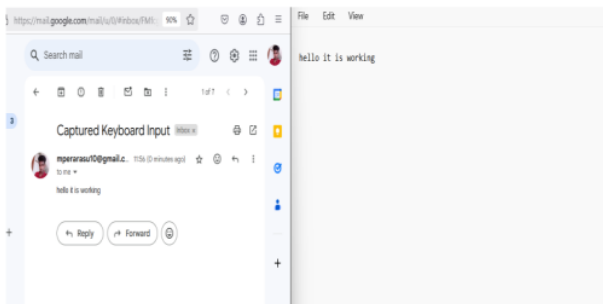 https://mail.google.com/mail/u/0/#inbox/FMf
90%
Search mail
1 of 7
3
Captured Keyboard Input Inbox x
mperarasu10@gmail.c.. 11:56 (0 minutes ago)
to me
hello it is working
Reply Forward
File Edit View
hello it is working